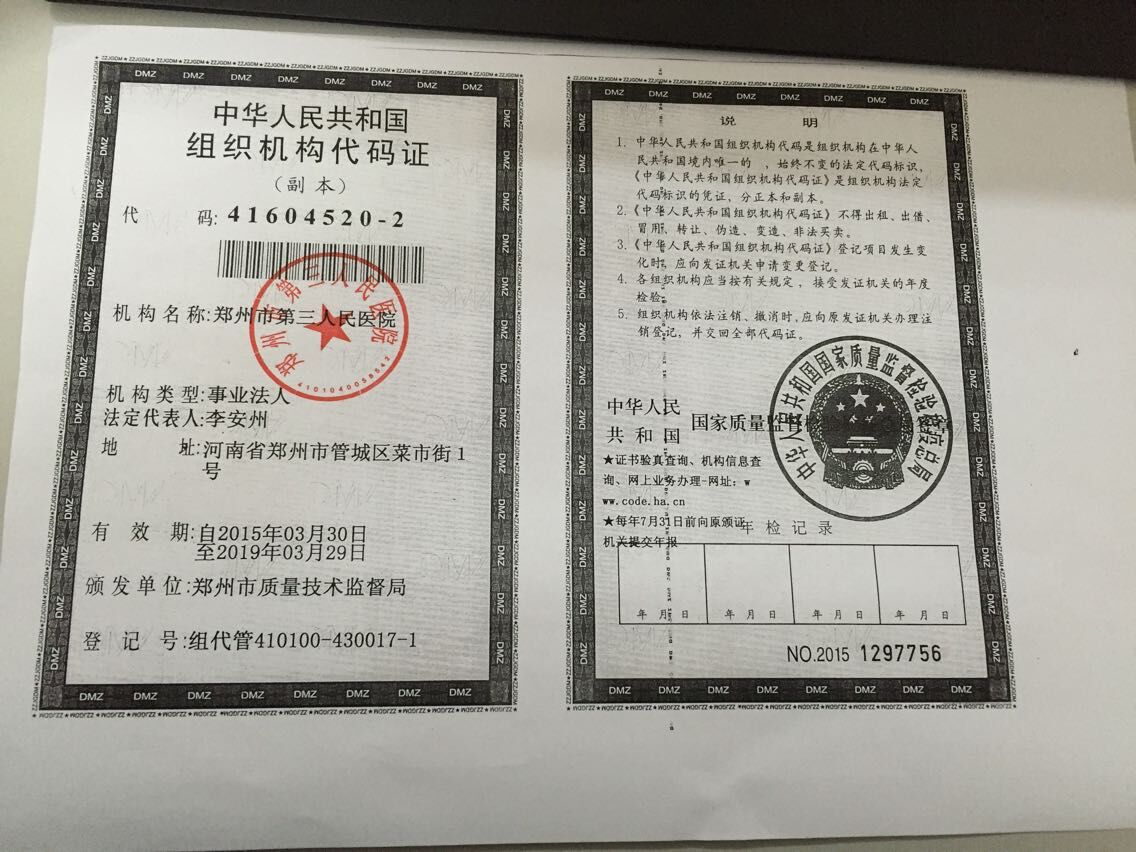 中华人民共和国
组织机构代码证
（副本）
代 码:41604520-2
机构名称:郑州市第三人民医院
郑州市第三人民医院
4101040058542
机构类型:事业法人
法定代表人:李安州
地 址:河南省郑州市管城区菜市街1
号
有 效 期:自2015年03月30日
至2019年03月29日
颁发单位:郑州市质量技术监督局
登 记 号:组代管410100-430017-1
说 明
1. 中华人民共和国组织机构代码是组织机构在中华人
民共和国境内唯一的 ，始终不变的法定代码标识，
《中华人民共和国组织机构代码证》是组织机构法定
代码标识的凭证，分正本和副本。
2.《中华人民共和国组织机构代码证》不得出租、出借、
冒用、转让、伪造、变造、非法买卖。
3.《中华人民共和国组织机构代码证》登记项目发生变
化时，应向发证机关申请变更登记。
4. 各组织机构应当按有关规定 ，接受发证机关的年度
检验。
5. 组织机构依法注销、撤消时，应向原发证机关办理注
销登记，并交回全部代码证。
中华人民
共和国
国家质量监督
中华人民共和国国家质量监督检验检疫总局
★证书验真查询、机构信息查
询、网上业务办理-网址：w
ww.code.ha.cn
★每年7月31日前向原颁证
机关提交年报
年检记录
年 月 日 年 月 日 年 月 日 年 月 日
NO.2015 1297756
DMZ
ZZJGDM